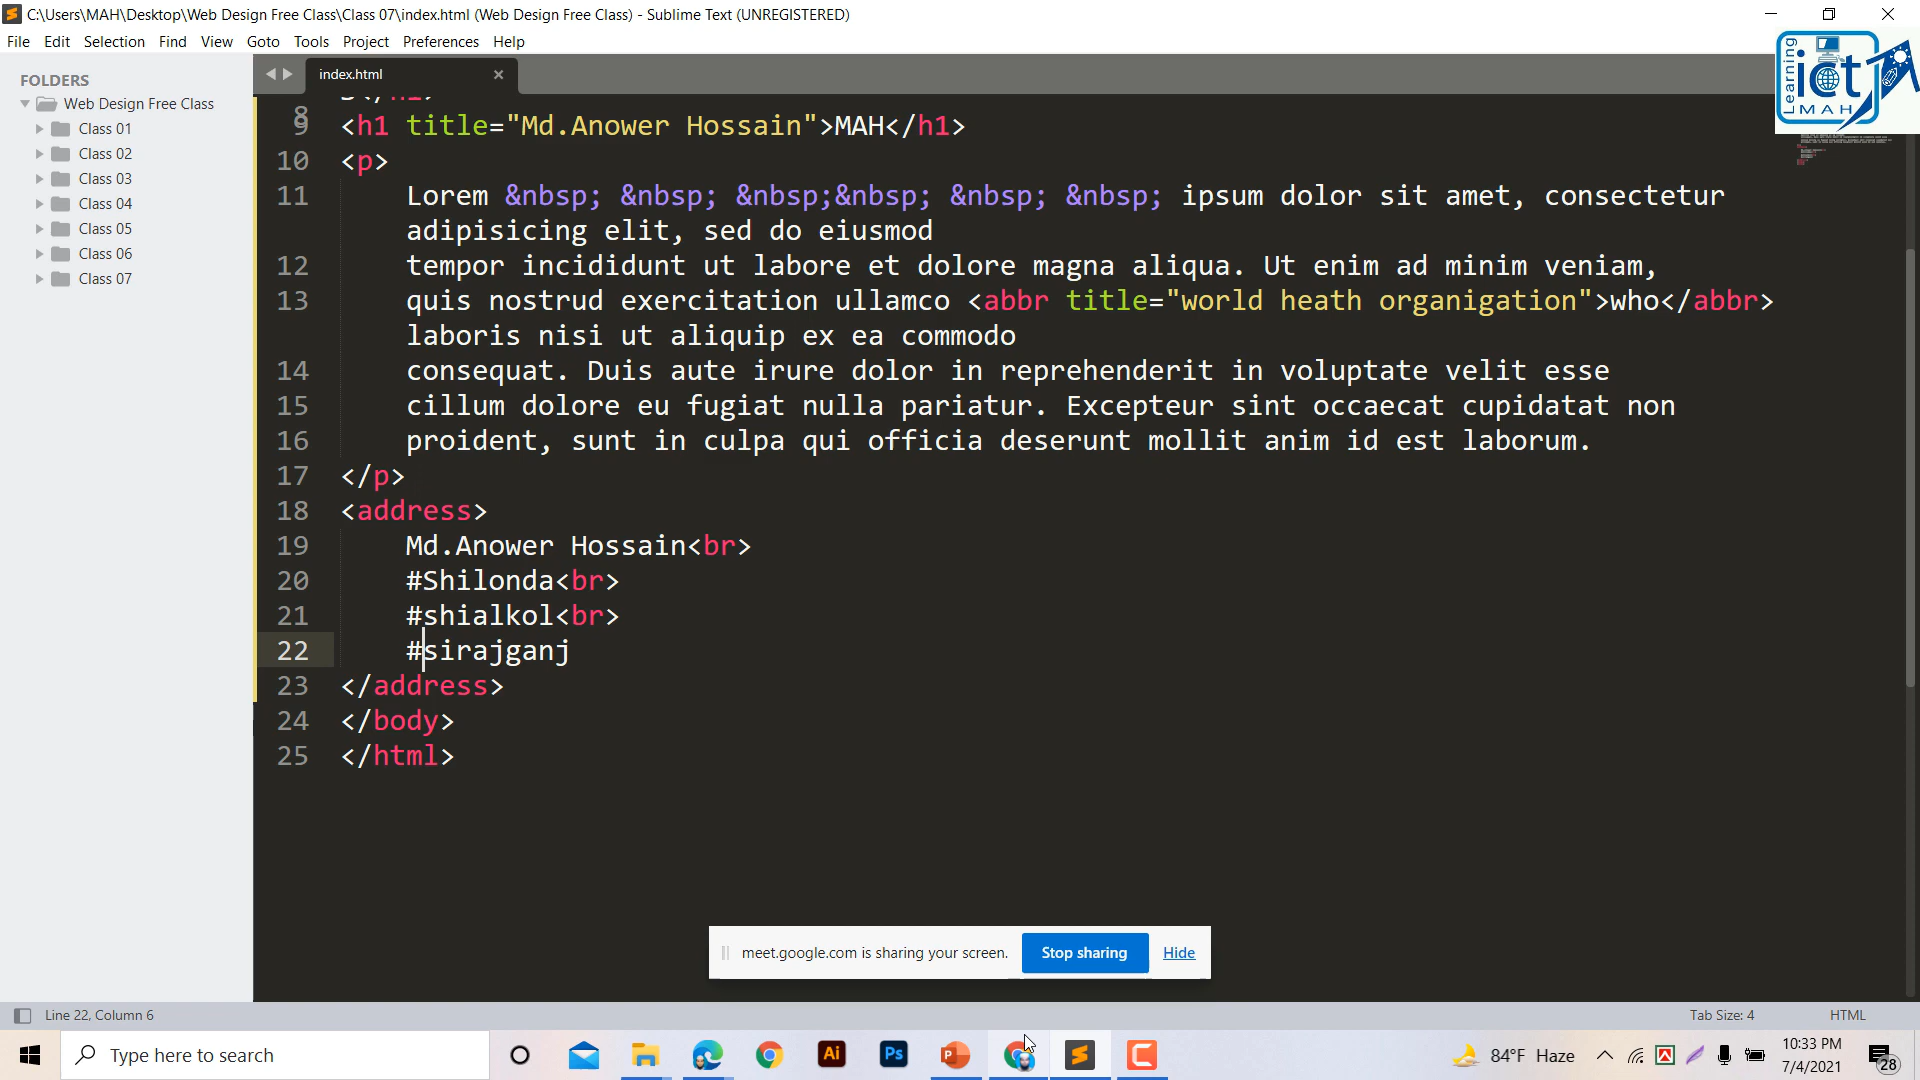 C:\Users\MAH\Desktop\Web Design Free Class\Class 07\index.html (Web Design Free Class) - Sublime Text (UNREGISTERED)
File Edit Selection Find View Goto Tools Project Preferences Help
Learning
ict
MAH
FOLDERS
Web Design Free Class
Class 01
Class 02
Class 03
Class 04
Class 05
Class 06
Class 07
index.html
8
9 <h1 title="Md.Anower Hossain">MAH</h1>
10 <p>
11 Lorem &nbsp; &nbsp; &nbsp;&nbsp; &nbsp; &nbsp; ipsum dolor sit amet, consectetur
adipisicing elit, sed do eiusmod
12 tempor incididunt ut labore et dolore magna aliqua. Ut enim ad minim veniam,
13 quis nostrud exercitation ullamco <abbr title="world heath organigation">who</abbr>
laboris nisi ut aliquip ex ea commodo
14 consequat. Duis aute irure dolor in reprehenderit in voluptate velit esse
15 cillum dolore eu fugiat nulla pariatur. Excepteur sint occaecat cupidatat non
16 proident, sunt in culpa qui officia deserunt mollit anim id est laborum.
17 </p>
18 <address>
19 Md.Anower Hossain<br>
20 #Shilonda<br>
21 #shialkol<br>
22 #sirajganj
23 </address>
24 </body>
25 </html>
meet.google.com is sharing your screen. Stop sharing Hide
Line 22, Column 6
Tab Size: 4 HTML
Type here to search
Ai
Ps
84°F Haze
10:33 PM
7/4/2021
28